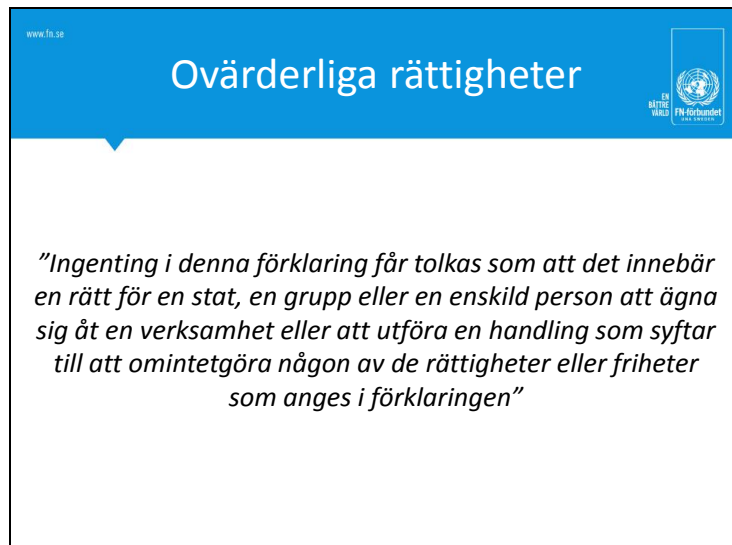 www.fn.se
Ovärderliga rättigheter
EN
BÄTTRE
VÄRLD
FN-förbundet
UNA SWEDEN
”Ingenting i denna förklaring får tolkas som att det innebär
en rätt för en stat, en grupp eller en enskild person att ägna
sig åt en verksamhet eller att utföra en handling som syftar
till att omintetgöra någon av de rättigheter eller friheter
som anges i förklaringen”